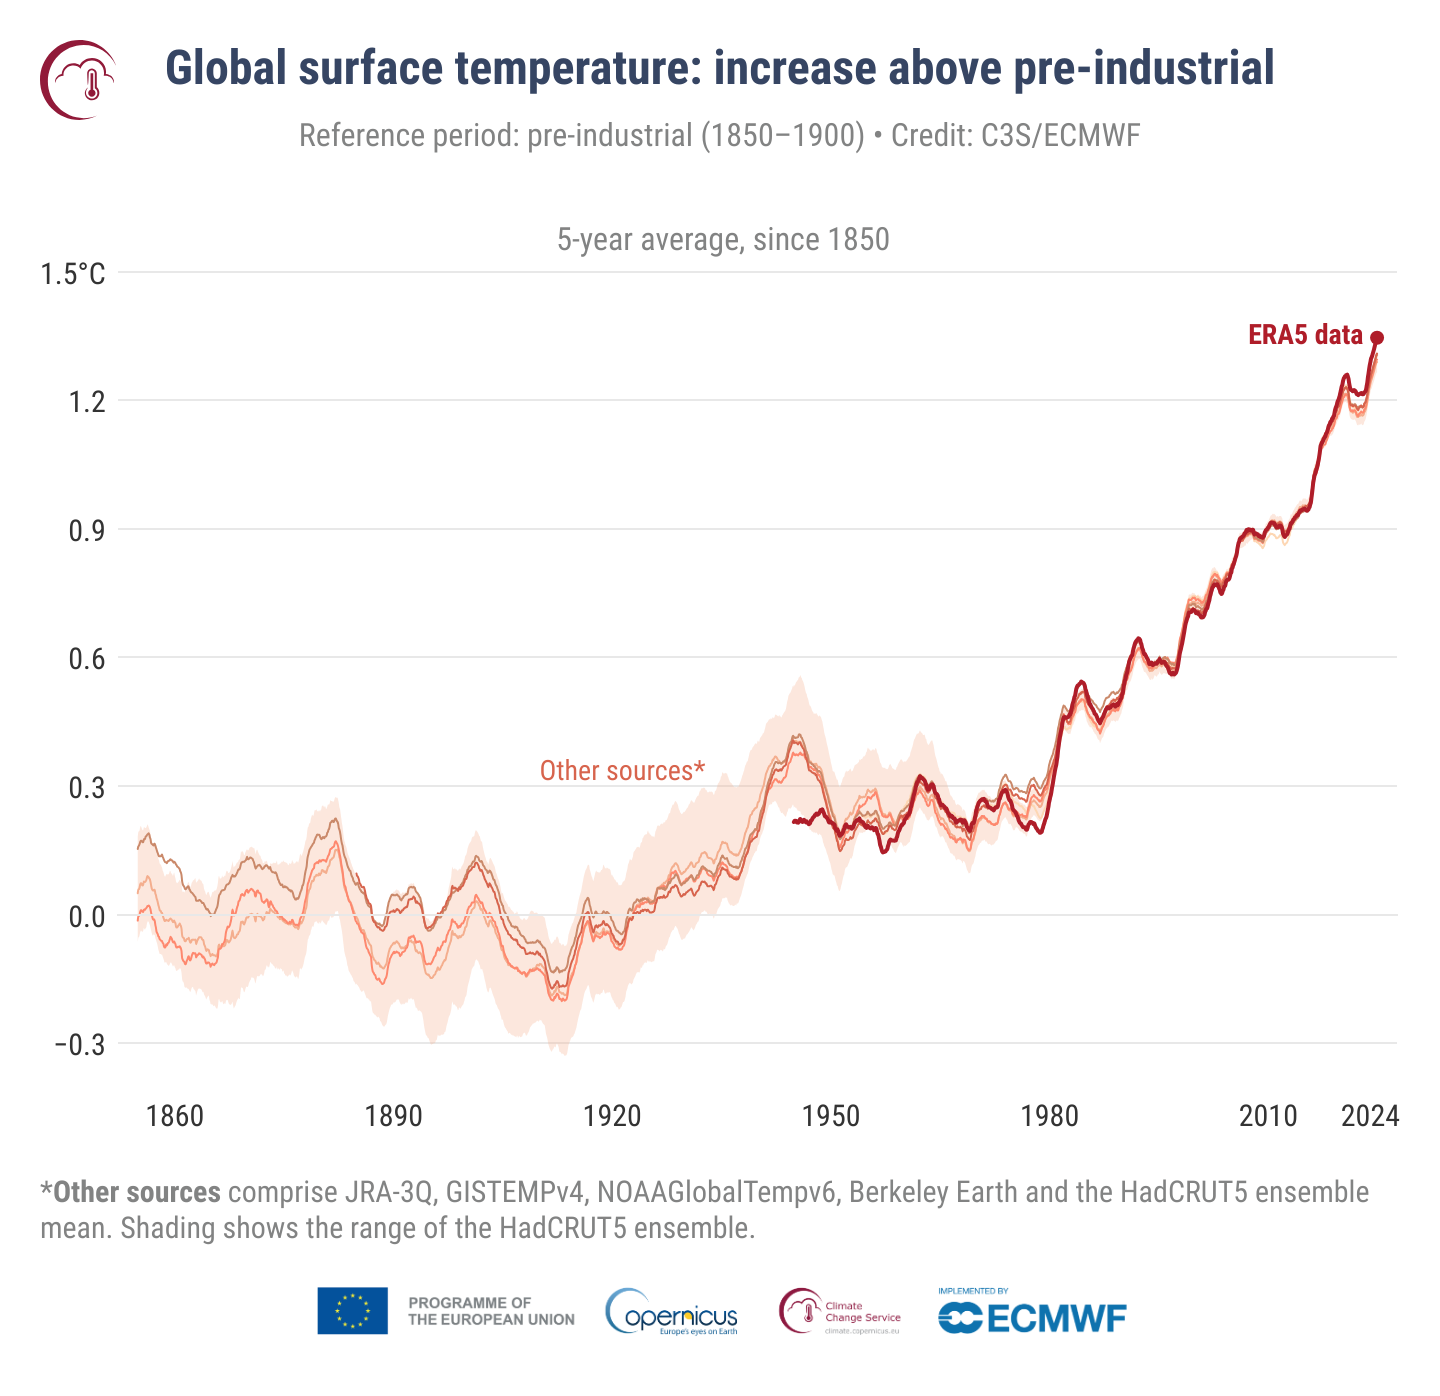 Global surface temperature: increase above pre-industrial
Reference period: pre-industrial (1850–1900) • Credit: C3S/ECMWF
5-year average, since 1850
1.5°C
ERA5 data
1.2
0.9
0.6
Other sources*
0.3
0.0
−0.3
1860 1890 1920 1950 1980 2010 2024
*Other sources comprise JRA-3Q, GISTEMPv4, NOAAGlobalTempv6, Berkeley Earth and the HadCRUT5 ensemble
mean. Shading shows the range of the HadCRUT5 ensemble.
PROGRAMME OF
THE EUROPEAN UNION
opernicus
Europe's eyes on Earth
Climate
Change Service
climate.copernicus.eu
IMPLEMENTED BY
ECMWF